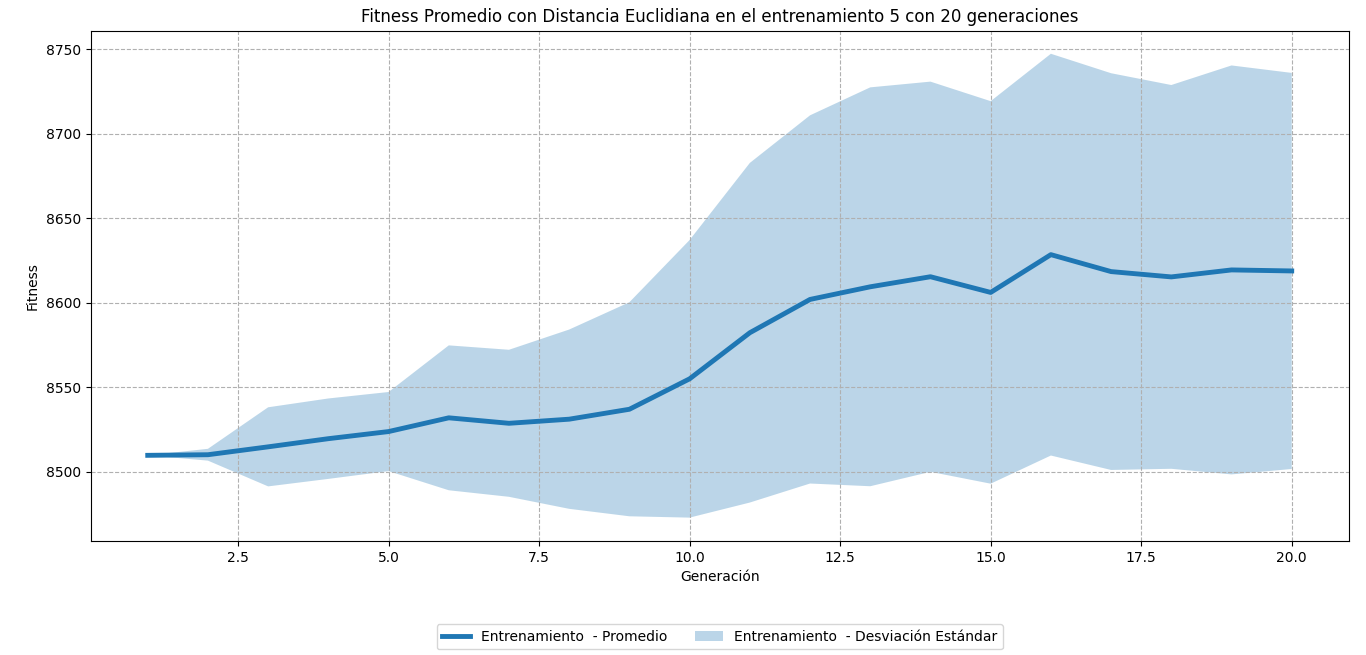 Fitness Promedio con Distancia Euclidiana en el entrenamiento 5 con 20 generaciones
8750
8700
8650
8600
8550
8500
Fitness
2.5 5.0 7.5 10.0 12.5 15.0 17.5 20.0
Generación
Entrenamiento - Promedio Entrenamiento - Desviación Estándar